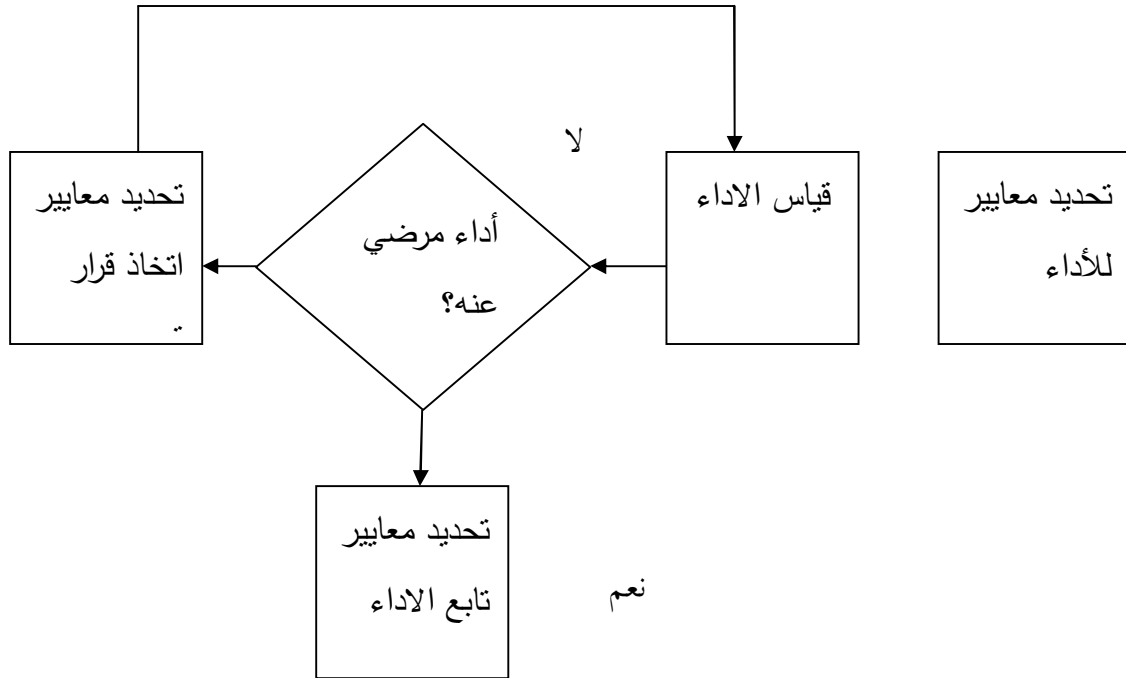 تحديد معايير
للأداء
قياس الاداء
لا
أداء مرضي
عنه؟
تحديد معايير
اتخاذ قرار
تحديد معايير
تابع الاداء
نعم